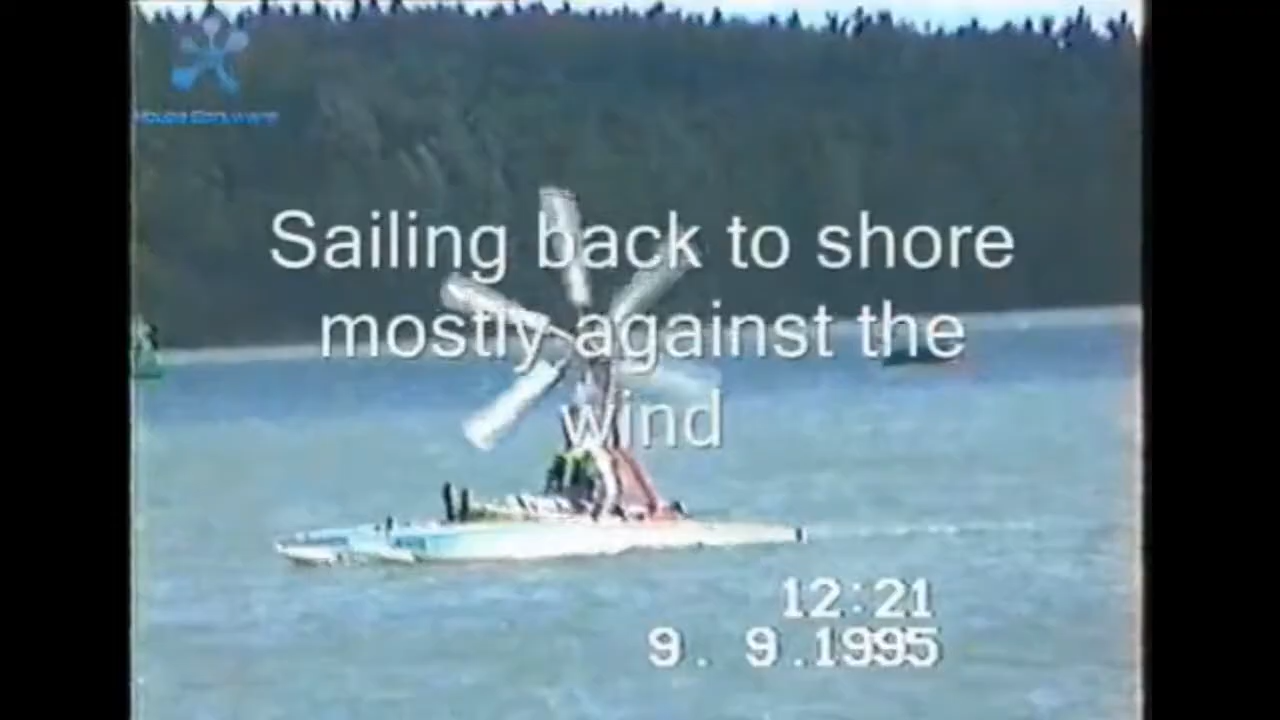 Sailing back to shore
mostly against the
wind
12:21
9. 9.1995